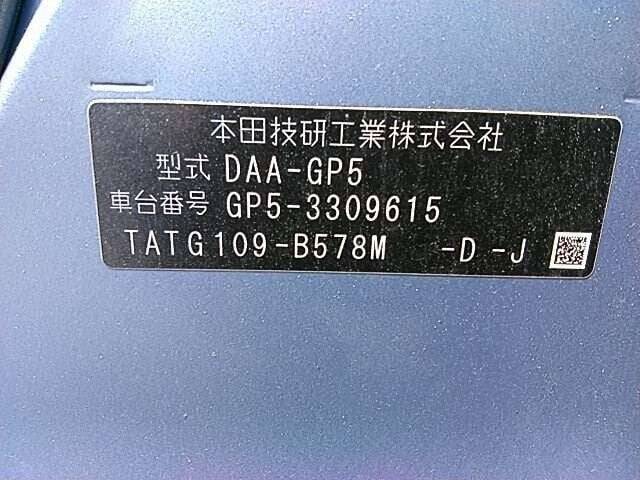 本田技研工業株式会社
型式 DAA-GP5
車台番号 GP5-3309615
TATG109-B578M -D -J